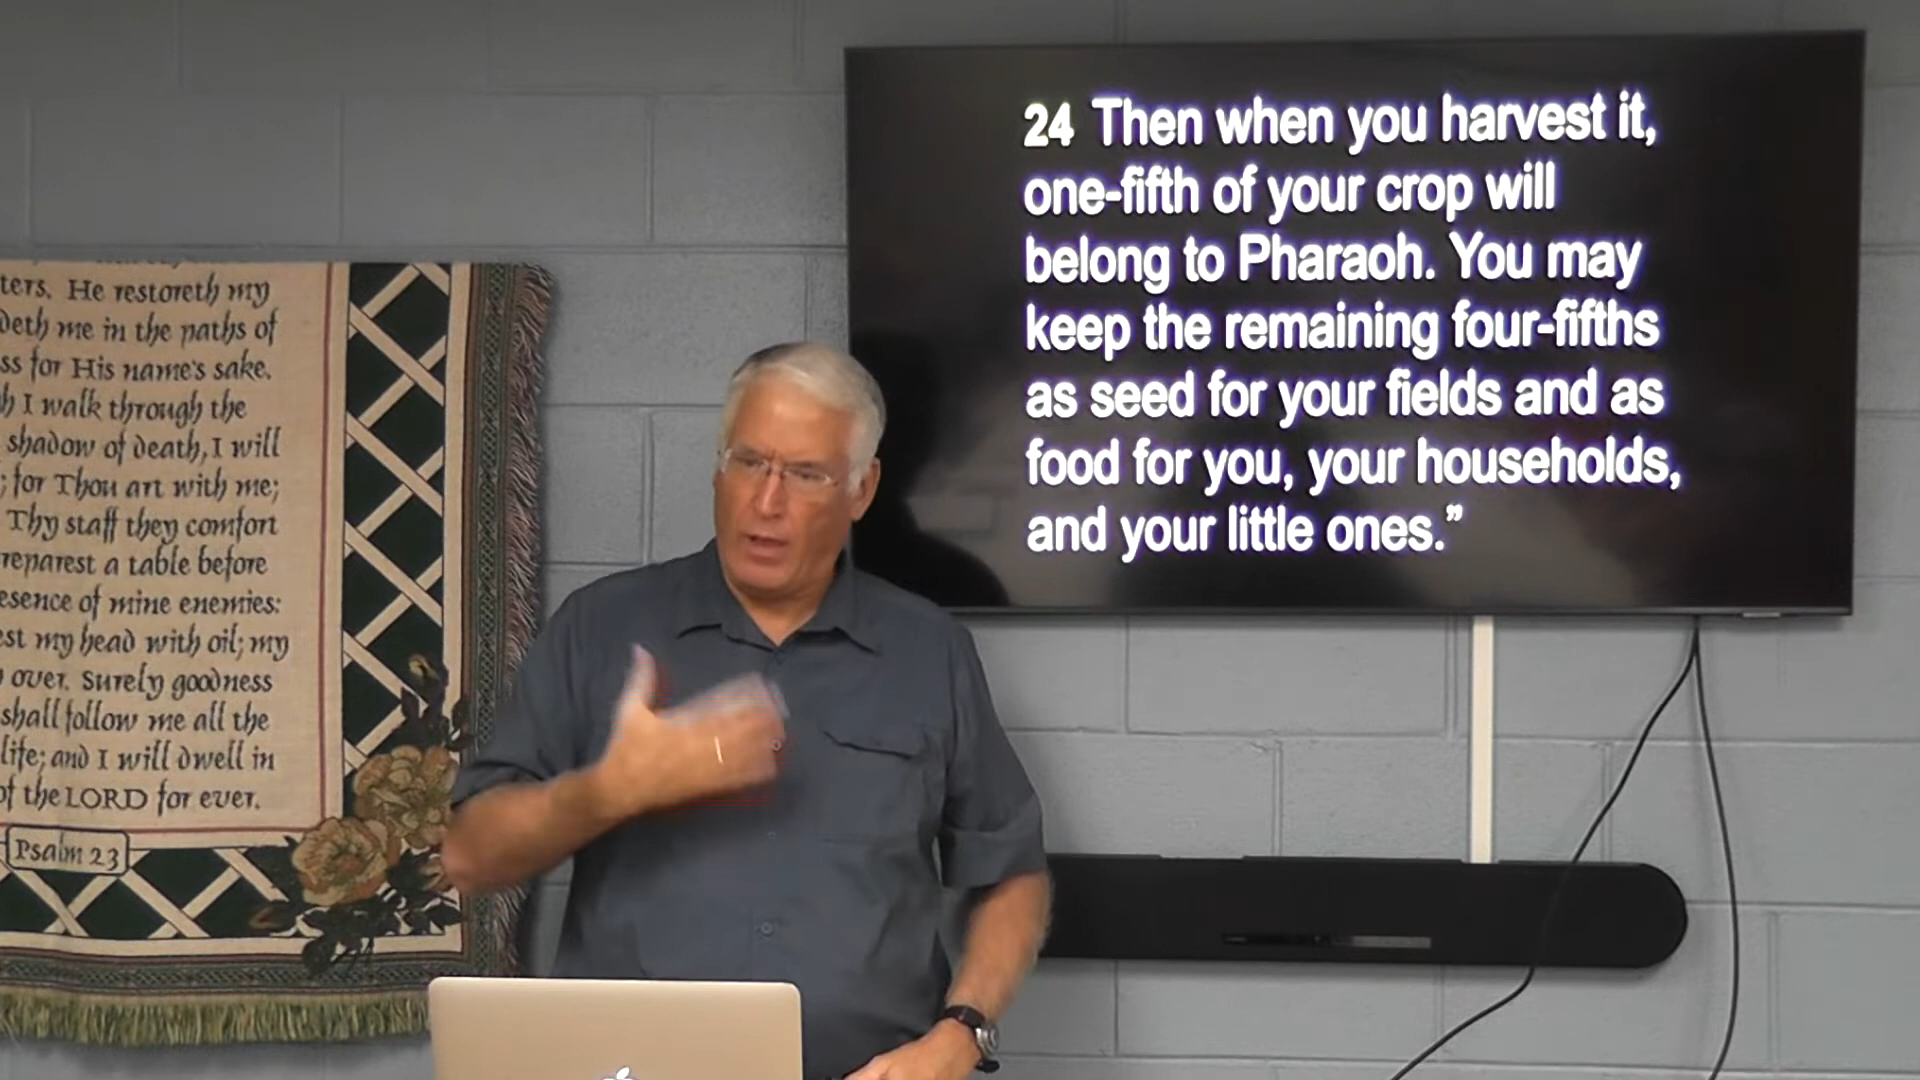 ters. He restoreth my
deth me in the paths of
ss for His name's sake.
I walk through the
shadow of death, I will
; for Thou art with me;
Thy staff they comfort
reparest a table before
esence of mine enemies:
st my head with oil; my
over. Surely goodness
shall follow me all the
life; and I will dwell in
of the LORD for ever.
Psalm 23
24 Then when you harvest it,
one-fifth of your crop will
belong to Pharaoh. You may
keep the remaining four-fifths
as seed for your fields and as
food for you, your households,
and your little ones.”